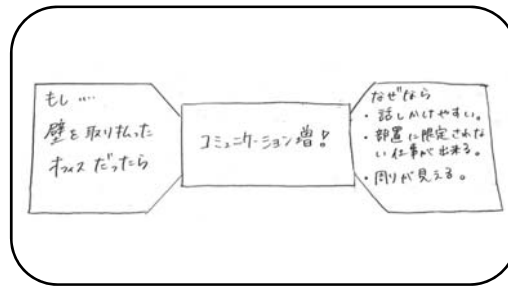 もし‥‥
壁を取り払った
オフィスだったら
コミュニケーション増!
なぜなら
・話しかけやすい。
・部置に限定されな
い仕事が出来る。
・周りが見える。